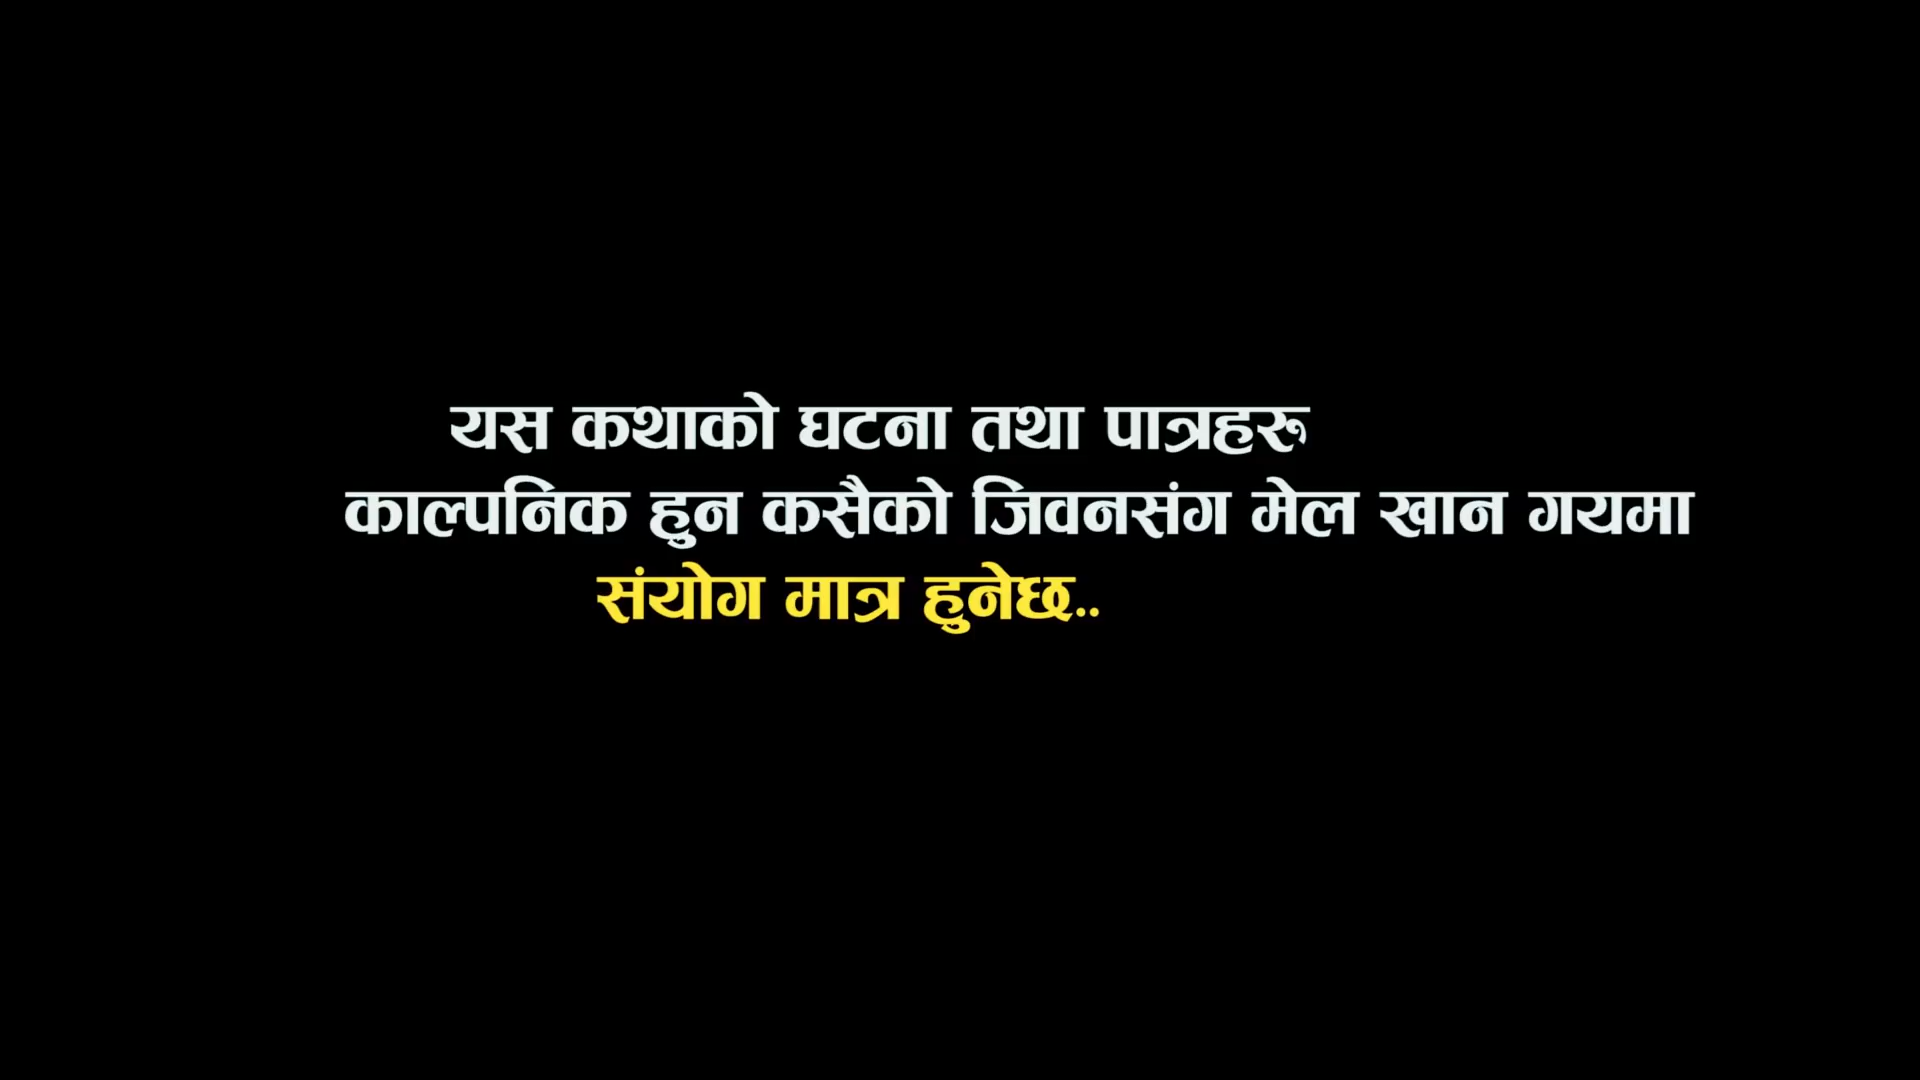 यस कथाको घटना तथा पात्रहरू
काल्पनिक हुन कसैको जिवनसंग मेल खान गयमा
संयोग मात्र हुनेछ..